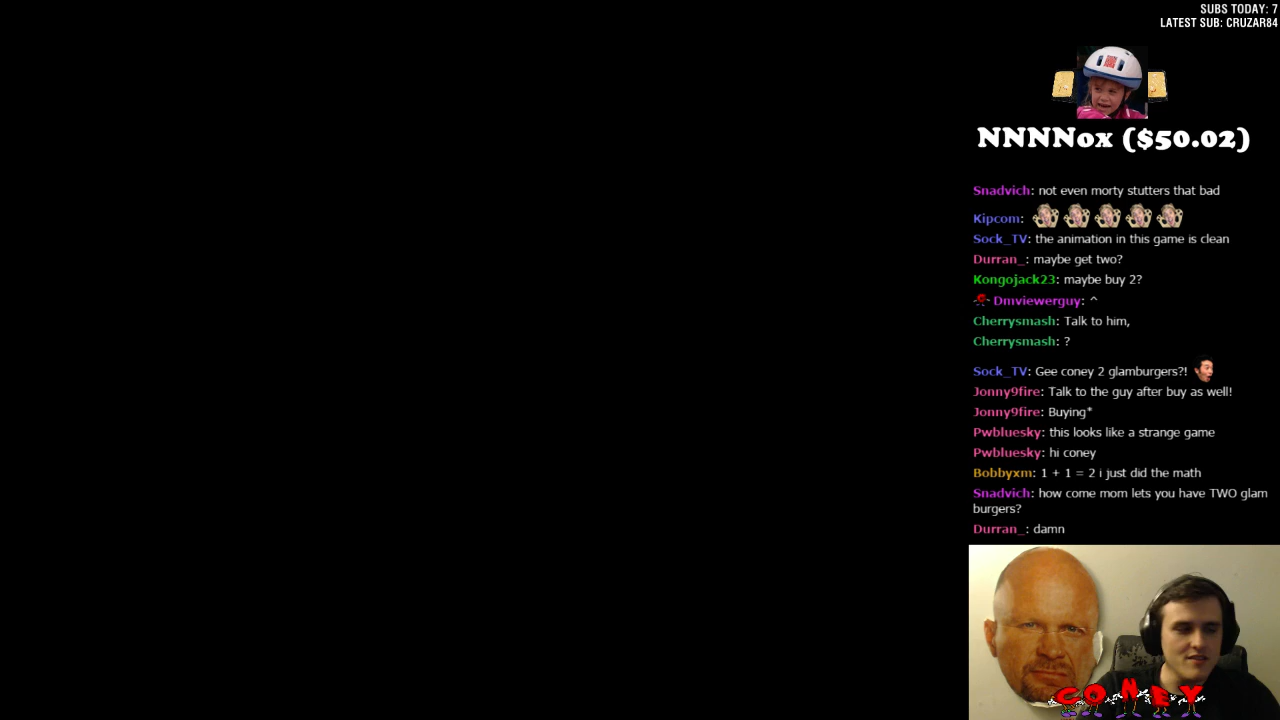 SUBS TODAY: 7
LATEST SUB: CRUZAR84
NNNNox ($50.02)
Snadvich: not even morty stutters that bad
Kipcom:
Sock_TV: the animation in this game is clean
Durran_: maybe get two?
Kongojack23: maybe buy 2?
Dmviewerguy: ^
Cherrysmash: Talk to him,
Cherrysmash: ?
Sock_TV: Gee coney 2 glamburgers?!
Jonny9fire: Talk to the guy after buy as well!
Jonny9fire: Buying*
Pwbluesky: this looks like a strange game
Pwbluesky: hi coney
Bobbyxm: 1 + 1 = 2 i just did the math
Snadvich: how come mom lets you have TWO glam
burgers?
Durran_: damn
CONEY